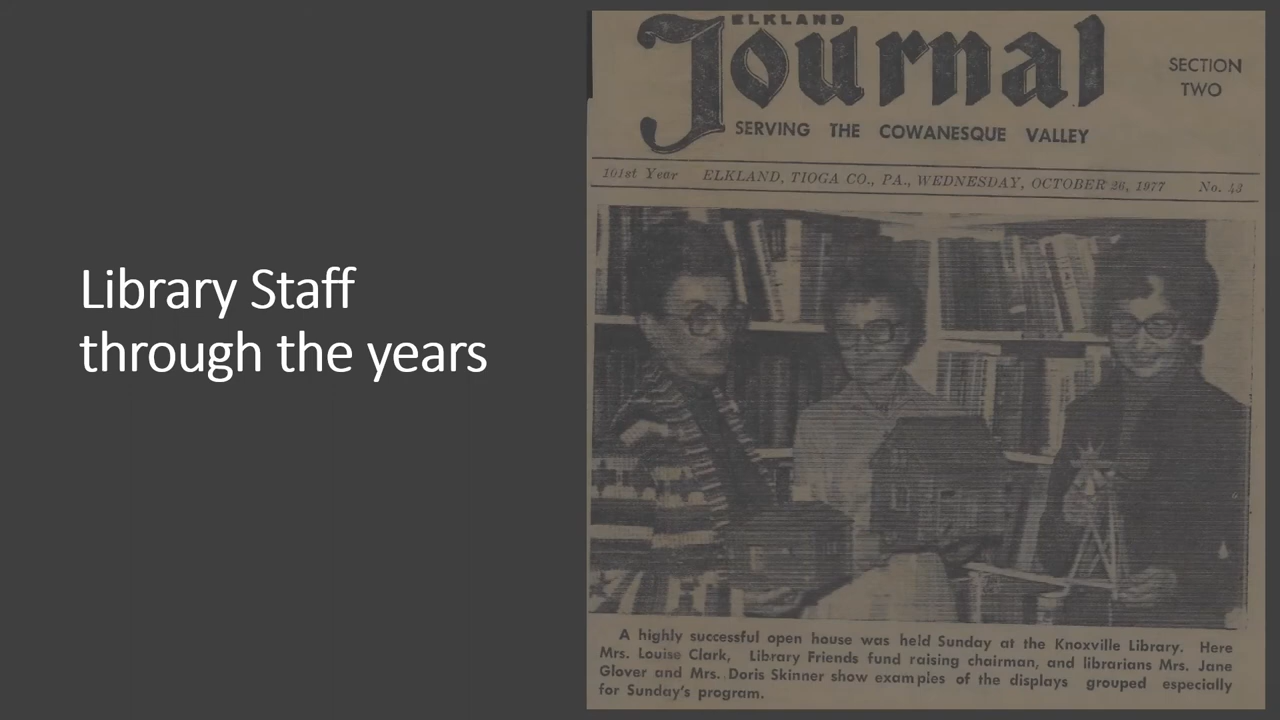 Library Staff
through the years
ELKLAND
Journal
SECTION
TWO
SERVING THE COWANESQUE VALLEY
101st Year ELKLAND, TIOGA CO., PA., WEDNESDAY, OCTOBER 26, 1977 No. 43
A highly successful open house was held Sunday at the Knoxville Library. Here
Mrs. Louise Clark, Library Friends fund raising chairman, and librarians Mrs. Jane
Glover and Mrs. Doris Skinner show examples of the displays grouped especially
for Sunday's program.